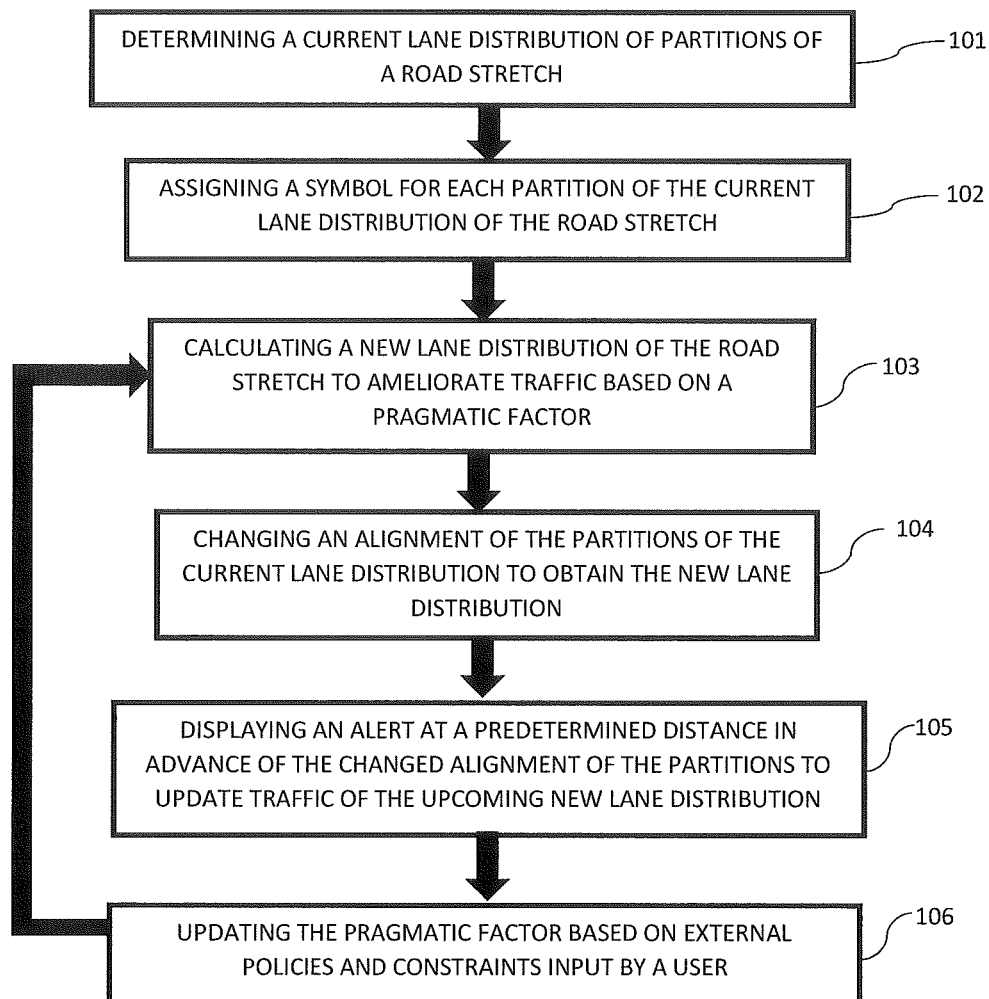 DETERMINING A CURRENT LANE DISTRIBUTION OF PARTITIONS OF
A ROAD STRETCH
101
ASSIGNING A SYMBOL FOR EACH PARTITION OF THE CURRENT
LANE DISTRIBUTION OF THE ROAD STRETCH
102
CALCULATING A NEW LANE DISTRIBUTION OF THE ROAD
STRETCH TO AMELIORATE TRAFFIC BASED ON A
PRAGMATIC FACTOR
103
CHANGING AN ALIGNMENT OF THE PARTITIONS OF THE
CURRENT LANE DISTRIBUTION TO OBTAIN THE NEW LANE
DISTRIBUTION
104
DISPLAYING AN ALERT AT A PREDETERMINED DISTANCE IN
ADVANCE OF THE CHANGED ALIGNMENT OF THE PARTITIONS TO
UPDATE TRAFFIC OF THE UPCOMING NEW LANE DISTRIBUTION
105
UPDATING THE PRAGMATIC FACTOR BASED ON EXTERNAL
POLICIES AND CONSTRAINTS INPUT BY A USER
106